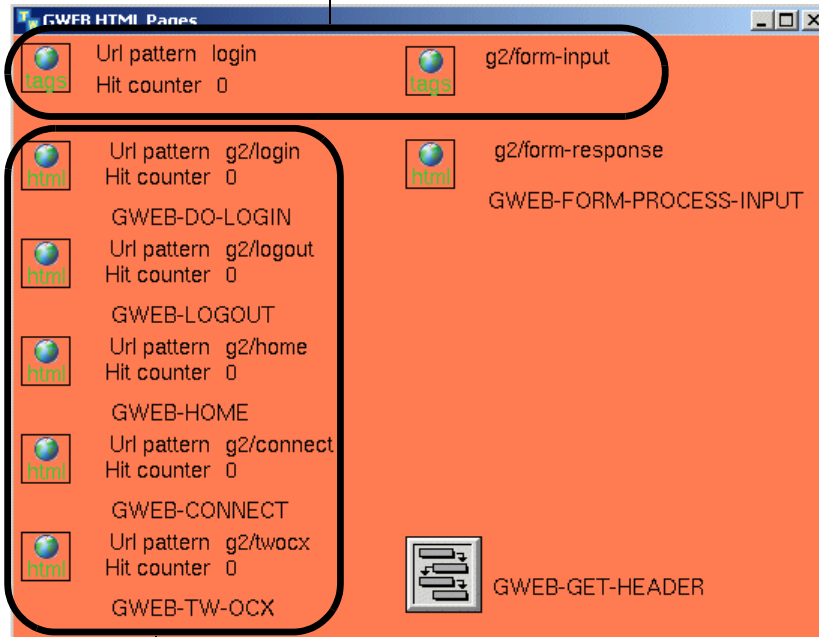 GWEB HTML Pages
tags
Url pattern login
Hit counter 0
tags
g2/form-input
html
Url pattern g2/login
Hit counter 0
GWEB-DO-LOGIN
html
g2/form-response
GWEB-FORM-PROCESS-INPUT
html
Url pattern g2/logout
Hit counter 0
GWEB-LOGOUT
html
Url pattern g2/home
Hit counter 0
GWEB-HOME
html
Url pattern g2/connect
Hit counter 0
GWEB-CONNECT
html
Url pattern g2/twocx
Hit counter 0
GWEB-TW-OCX
GWEB-GET-HEADER